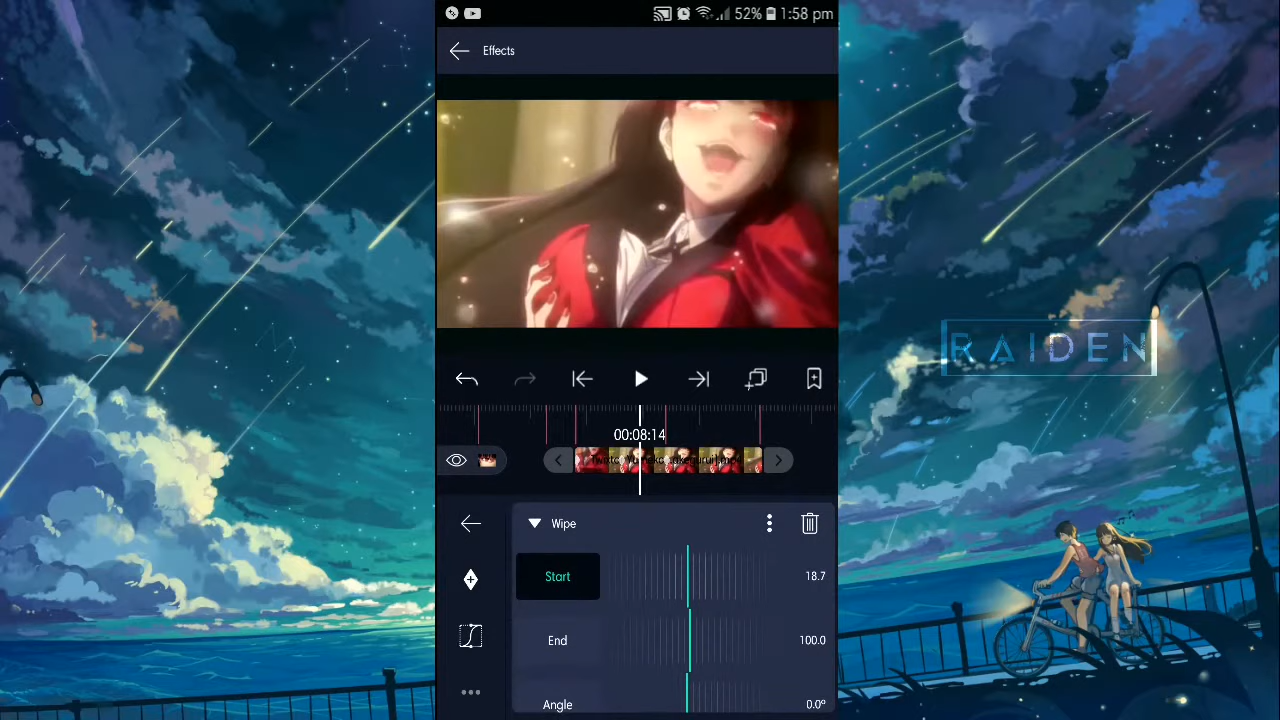 52% 1:58 pm
Effects
RAIDEN
00:08:14
Wipe
Start 18.7
End 100.0
Angle 0.0°